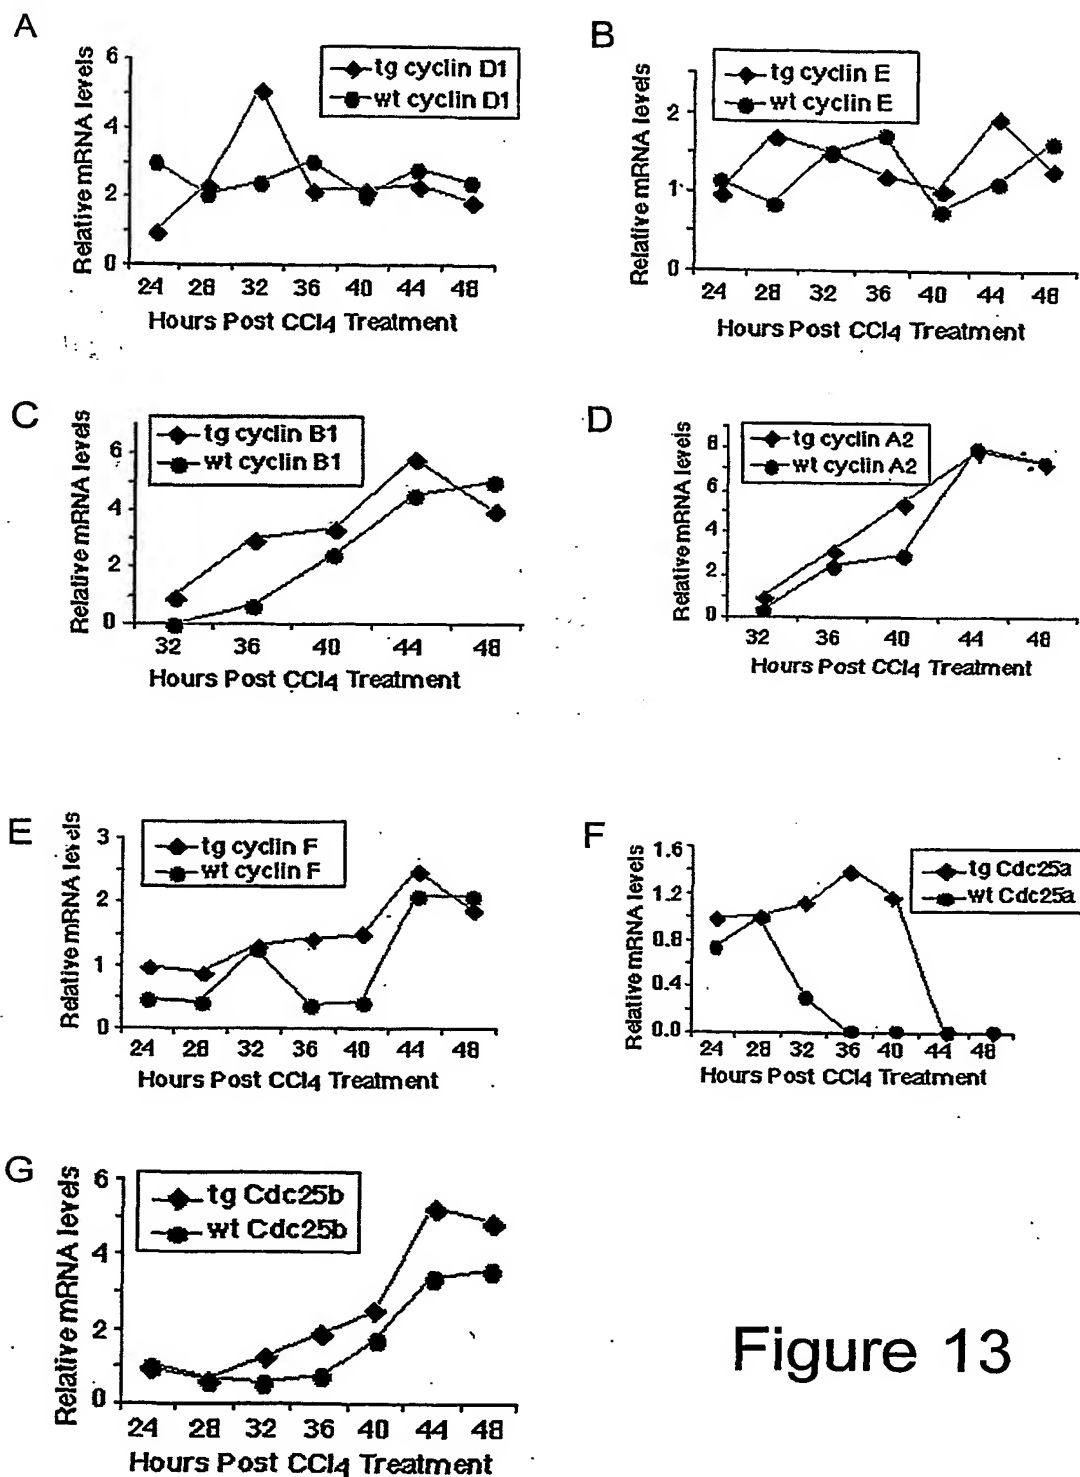 A
Relative mRNA levels
6
4
2
0
tg cyclin D1
wt cyclin D1
24 28 32 36 40 44 48
Hours Post CCl4 Treatment
B
Relative mRNA levels
2
1
0
tg cyclin E
wt cyclin E
24 28 32 36 40 44 48
Hours Post CCl4 Treatment
C
Relative mRNA levels
6
4
2
0
tg cyclin B1
wt cyclin B1
32 36 40 44 48
Hours Post CCl4 Treatment
D
Relative mRNA levels
8
6
4
2
0
tg cyclin A2
wt cyclin A2
32 36 40 44 48
Hours Post CCl4 Treatment
E
Relative mRNA levels
3
2
1
0
tg cyclin F
wt cyclin F
24 28 32 36 40 44 48
Hours Post CCl4 Treatment
F
Relative mRNA levels
1.6
1.2
0.8
0.4
0.0
tg Cdc25a
wt Cdc25a
24 28 32 36 40 44 48
Hours Post CCl4 Treatment
G
Relative mRNA levels
6
4
2
0
tg Cdc25b
wt Cdc25b
24 28 32 36 40 44 48
Hours Post CCl4 Treatment
Figure 13